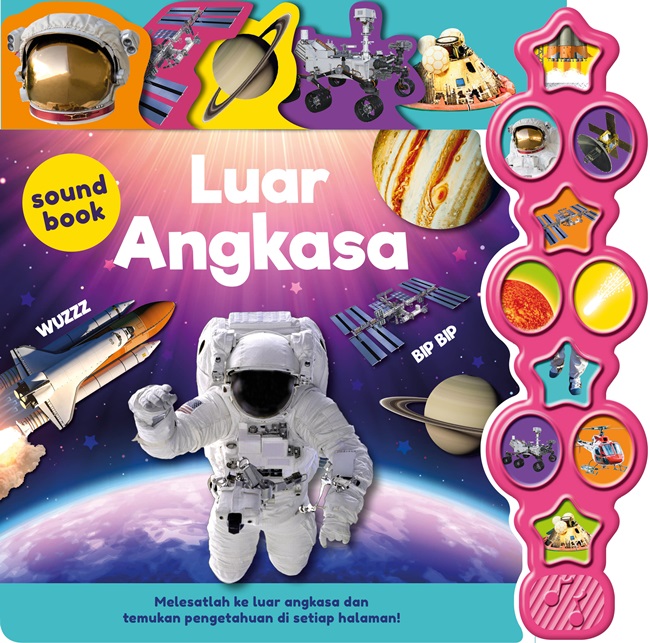 sound
book
Luar
Angkasa
WUZZZ
BIP BIP
Melesatlah ke luar angkasa dan
temukan pengetahuan di setiap halaman!